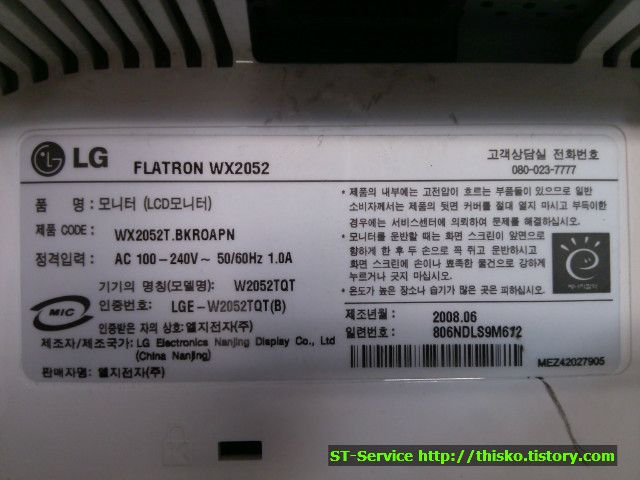 LG FLATRON WX2052
고객상담실 전화번호
080-023-7777
품 명 : 모니터 (LCD모니터)
제품 CODE : WX2052T.BKROAPN
정격입력 : AC 100-240V~ 50/60Hz 1.0A
기기의 명칭(모델명) : W2052TQT
MIC
인증번호 : LGE-W2052TQT(B)
인증받은 자의 상호: 엘지전자(주)
제조자/제조국가: LG Electronics Nanjing Display Co., Ltd
(China Nanjing)
판매자명: 엘지전자(주)
• 제품의 내부에는 고전압이 흐르는 부품들이 있으므로 일반
소비자께서는 제품의 뒷면 커버를 절대 열지 마시고 부득이한
경우에는 서비스센터에 의뢰하여 문제를 해결하십시오.
• 모니터를 운반할 때는 화면 스크린이 앞면으로
향하게 한 후 두 손으로 꼭 쥐고 운반하시고
화면 스크린에 손이나 뾰족한 물건으로 강하게
누르거나 긁지 마십시오.
• 온도가 높은 장소나 습기가 많은 곳은 피하십시오.
에너지절약
제조년월 : 2008.06
일련번호 : 806NDLS9M612
MEZ42027905
ST-Service http://thisko.tistory.com